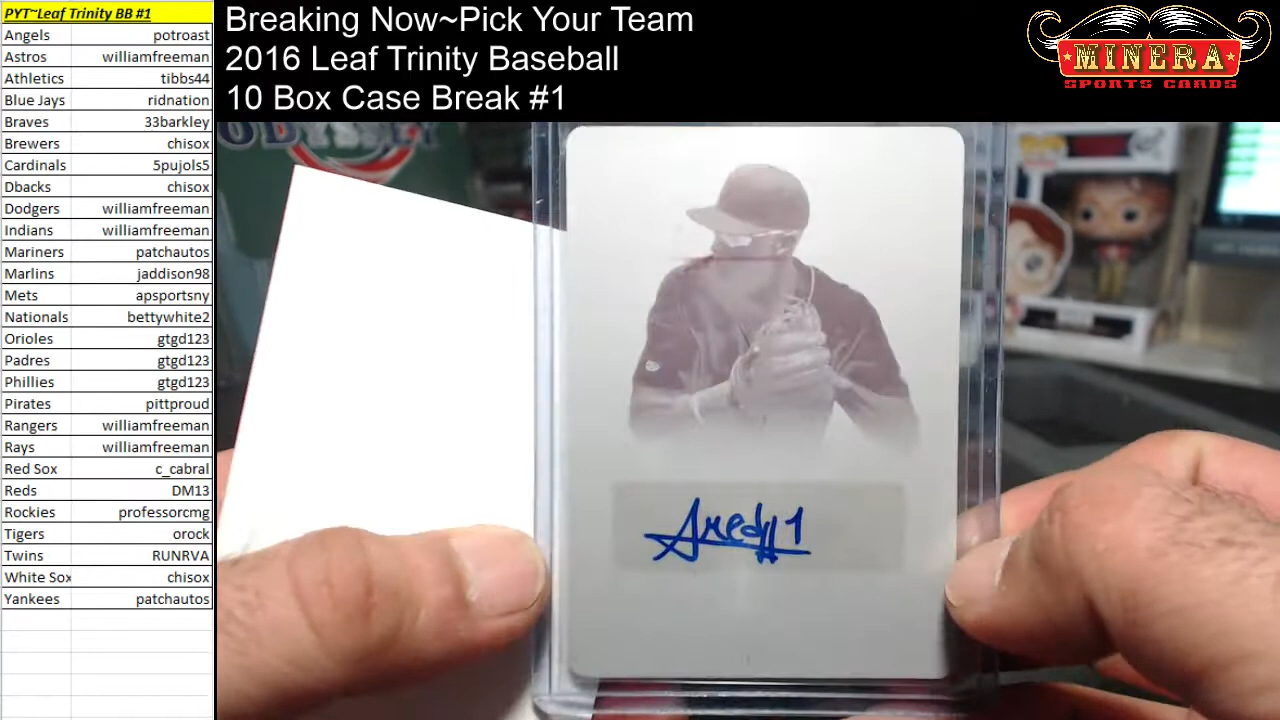 PYT~Leaf Trinity BB #1
Angels potroast
Astros williamfreeman
Athletics tibbs44
Blue Jays ridnation
Braves 33barkley
Brewers chisox
Cardinals 5pujols5
Dbacks chisox
Dodgers williamfreeman
Indians williamfreeman
Mariners patchautos
Marlins jaddison98
Mets apsportsny
Nationals bettywhite2
Orioles gtgd123
Padres gtgd123
Phillies gtgd123
Pirates pittproud
Rangers williamfreeman
Rays williamfreeman
Red Sox c_cabral
Reds DM13
Rockies professorcmg
Tigers orock
Twins RUNRVA
White Sox chisox
Yankees patchautos
Breaking Now~Pick Your Team
2016 Leaf Trinity Baseball
10 Box Case Break #1
MINERA
SPORTS CARDS